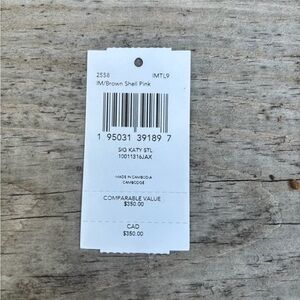 2558 IMTL9
IM/Brown Shell Pink
1 95031 39189 7
SIG KATY STL
10011316JAX
MADE IN CAMBODIA
CAMBODGE
COMPARABLE VALUE
$350.00
CAD
$350.00